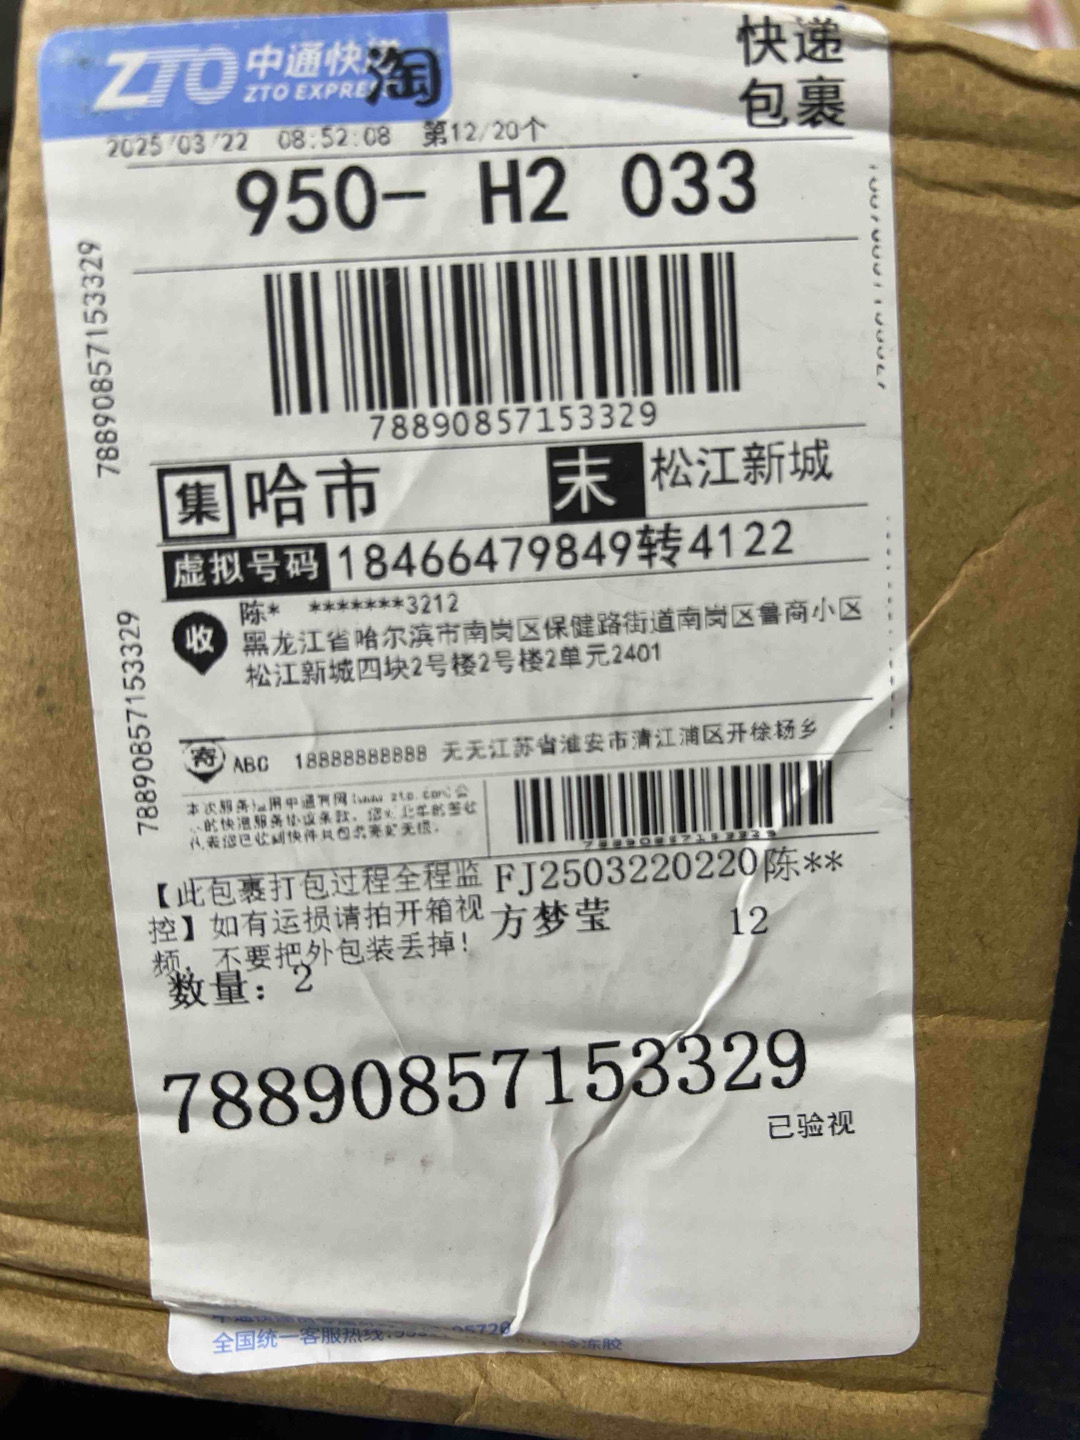 ZTO 中通快递 淘
ZTO EXPRESS
快递
包裹
2025/03/22 08:52:08 第12/20个
950- H2 033
78890857153329
78890857153329
集 哈市 末 松江新城
虚拟号码 18466479849转4122
收 陈* *******3212
黑龙江省哈尔滨市南岗区保健路街道南岗区鲁商小区
松江新城四块2号楼2号楼2单元2401
78890857153329
寄 ABC 18888888888 无无江苏省淮安市清江浦区开徐杨乡
【此包裹打包过程全程监
控】如有运损请拍开箱视
频，不要把外包装丢掉！
数量：2
FJ2503220220陈**
方梦莹 12
78890857153329
已验视
全国统一客服热线: